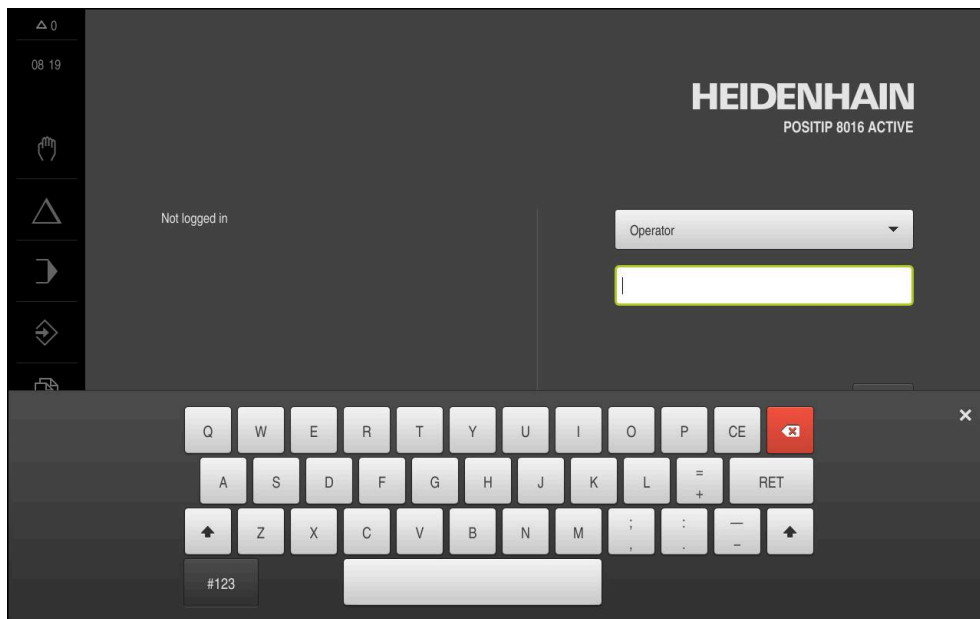 0
08 19
HEIDENHAIN
POSITIP 8016 ACTIVE
Not logged in
Operator
Q W E R T Y U I O P CE
A S D F G H J K L = + RET
Z X C V B N M ; , : . — –
#123